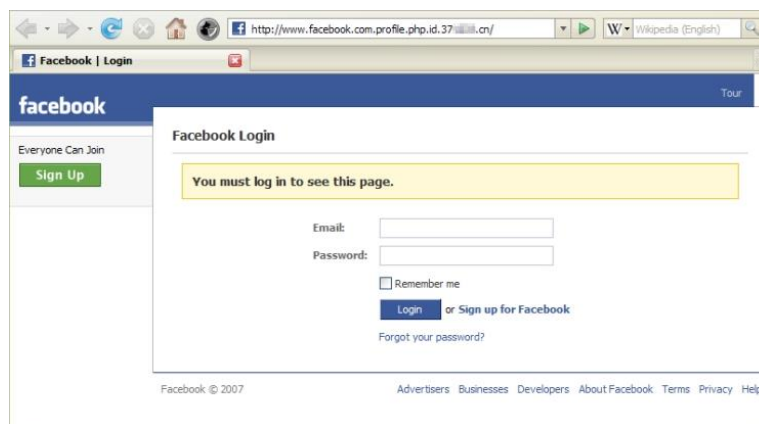 http://www.facebook.com.profile.php.id.37 .cn/
W Wikipedia (English)
Facebook | Login
Tour
facebook
Facebook Login
Everyone Can Join
Sign Up
You must log in to see this page.
Email:
Password:
Remember me
Login or Sign up for Facebook
Forgot your password?
Facebook © 2007 Advertisers Businesses Developers About Facebook Terms Privacy Help